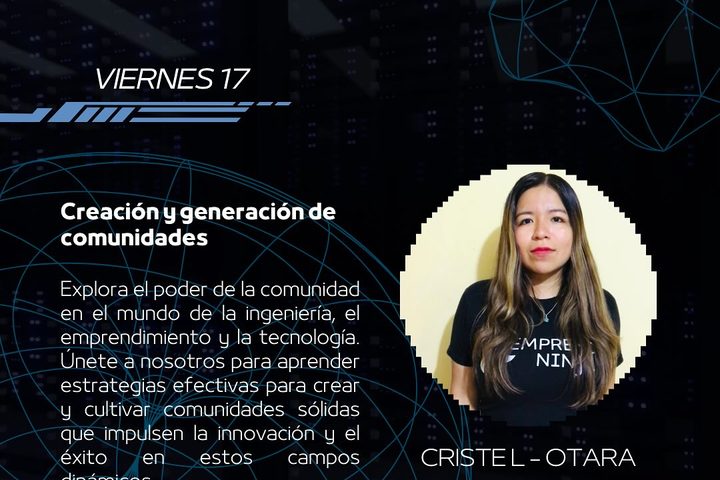 VIERNES 17
Creación y generación de
comunidades
Explora el poder de la comunidad
en el mundo de la ingeniería, el
emprendimiento y la tecnología.
Únete a nosotros para aprender
estrategias efectivas para crear
y cultivar comunidades sólidas
que impulsen la innovación y el
éxito en estos campos
dinámicos.
NIN
CRISTEL - OTARA